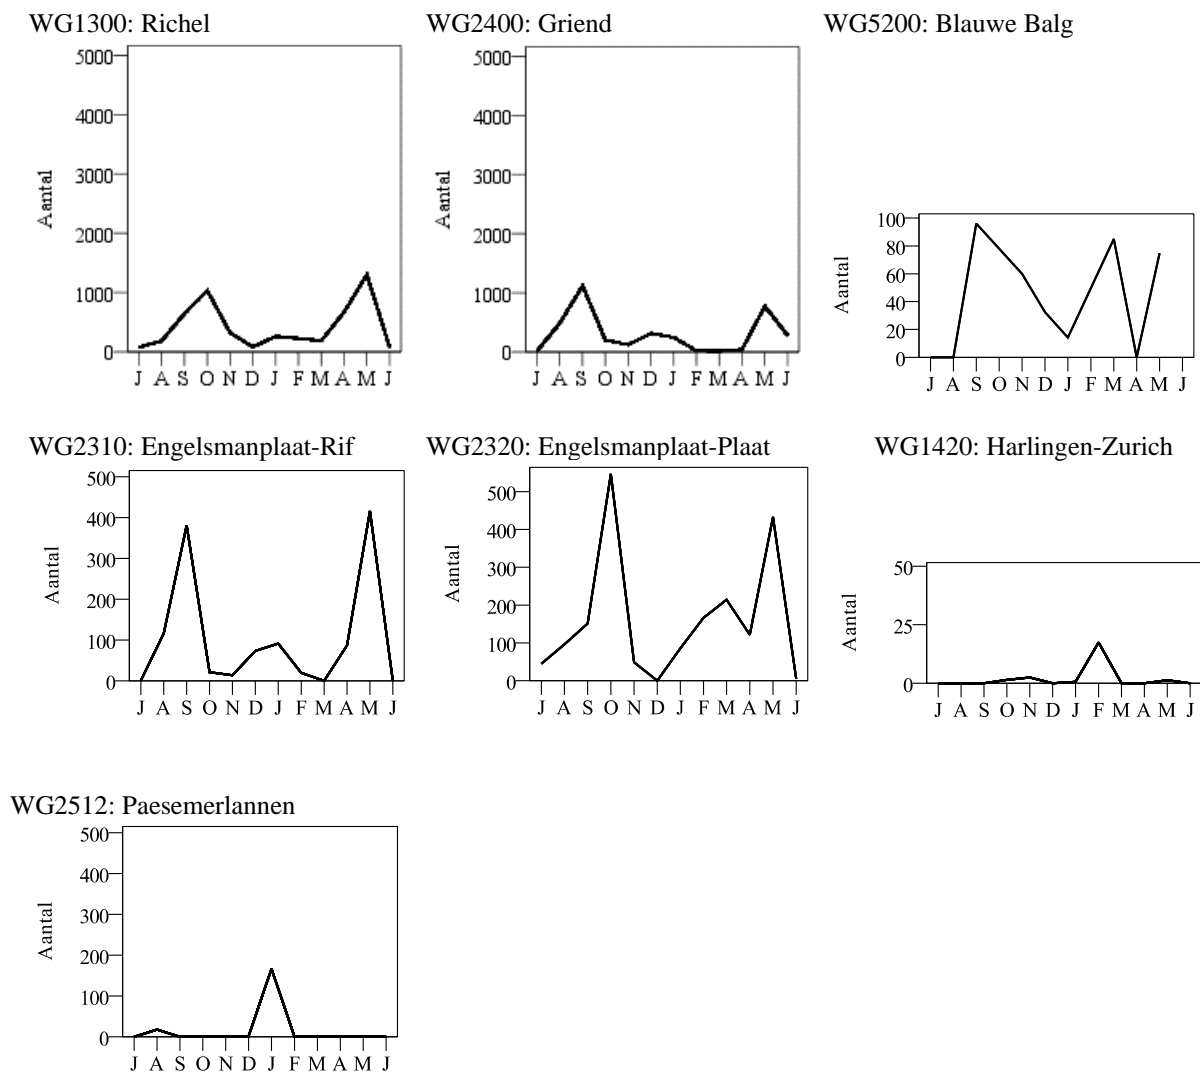 WG1300: Richel
WG2400: Griend
WG5200: Blauwe Balg
5000
4000
3000
2000
1000
0
Aantal
J A S O N D J F M A M J
5000
4000
3000
2000
1000
0
Aantal
J A S O N D J F M A M J
100
80
60
40
20
0
Aantal
J A S O N D J F M A M J
WG2310: Engelsmanplaat-Rif
WG2320: Engelsmanplaat-Plaat
WG1420: Harlingen-Zurich
500
400
300
200
100
0
Aantal
J A S O N D J F M A M J
500
400
300
200
100
0
Aantal
J A S O N D J F M A M J
50
25
0
Aantal
J A S O N D J F M A M J
WG2512: Paesemerlannen
500
400
300
200
100
0
Aantal
J A S O N D J F M A M J